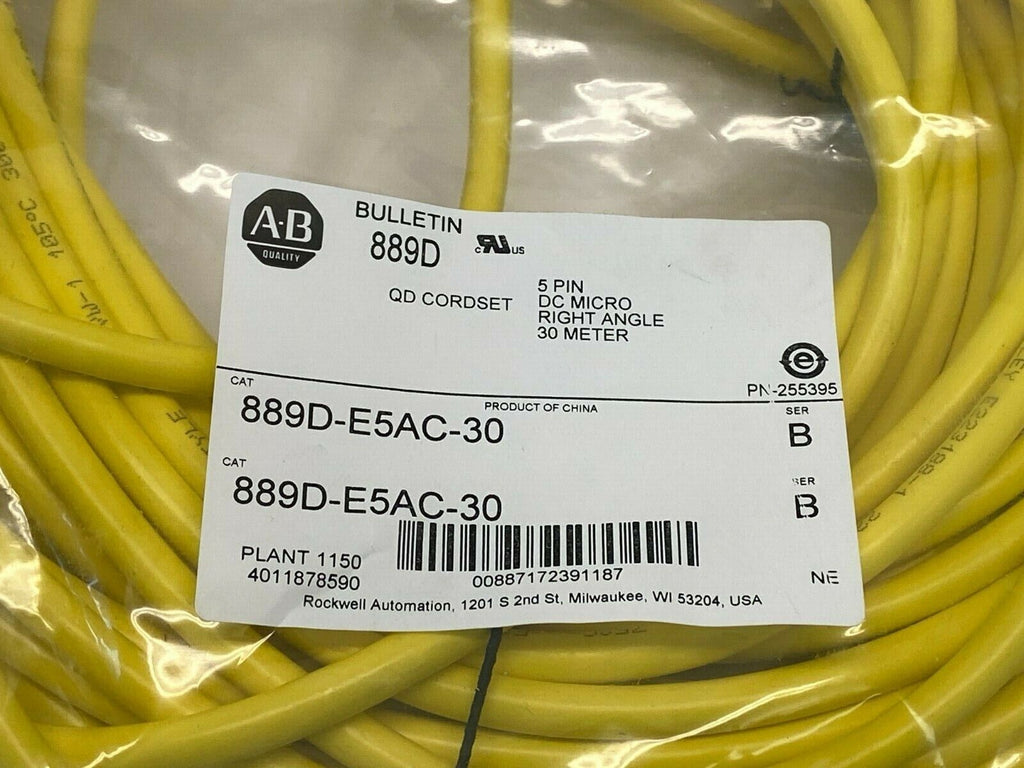 A·B
QUALITY
BULLETIN
889D
c UR US
QD CORDSET
5 PIN
DC MICRO
RIGHT ANGLE
30 METER
e
PN-255395
CAT
PRODUCT OF CHINA
SER
889D-E5AC-30
B
CAT
SER
889D-E5AC-30
B
PLANT 1150
4011878590
00887172391187
NE
Rockwell Automation, 1201 S 2nd St, Milwaukee, WI 53204, USA
105°C